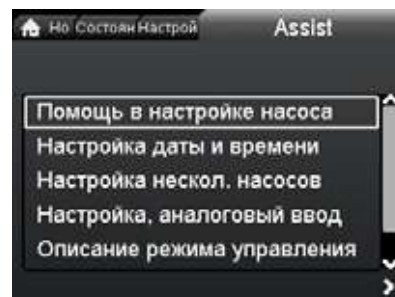 Но Состоян Настрой Assist
Помощь в настройке насоса
Настройка даты и времени
Настройка нескол. насосов
Настройка, аналоговый ввод
Описание режима управления